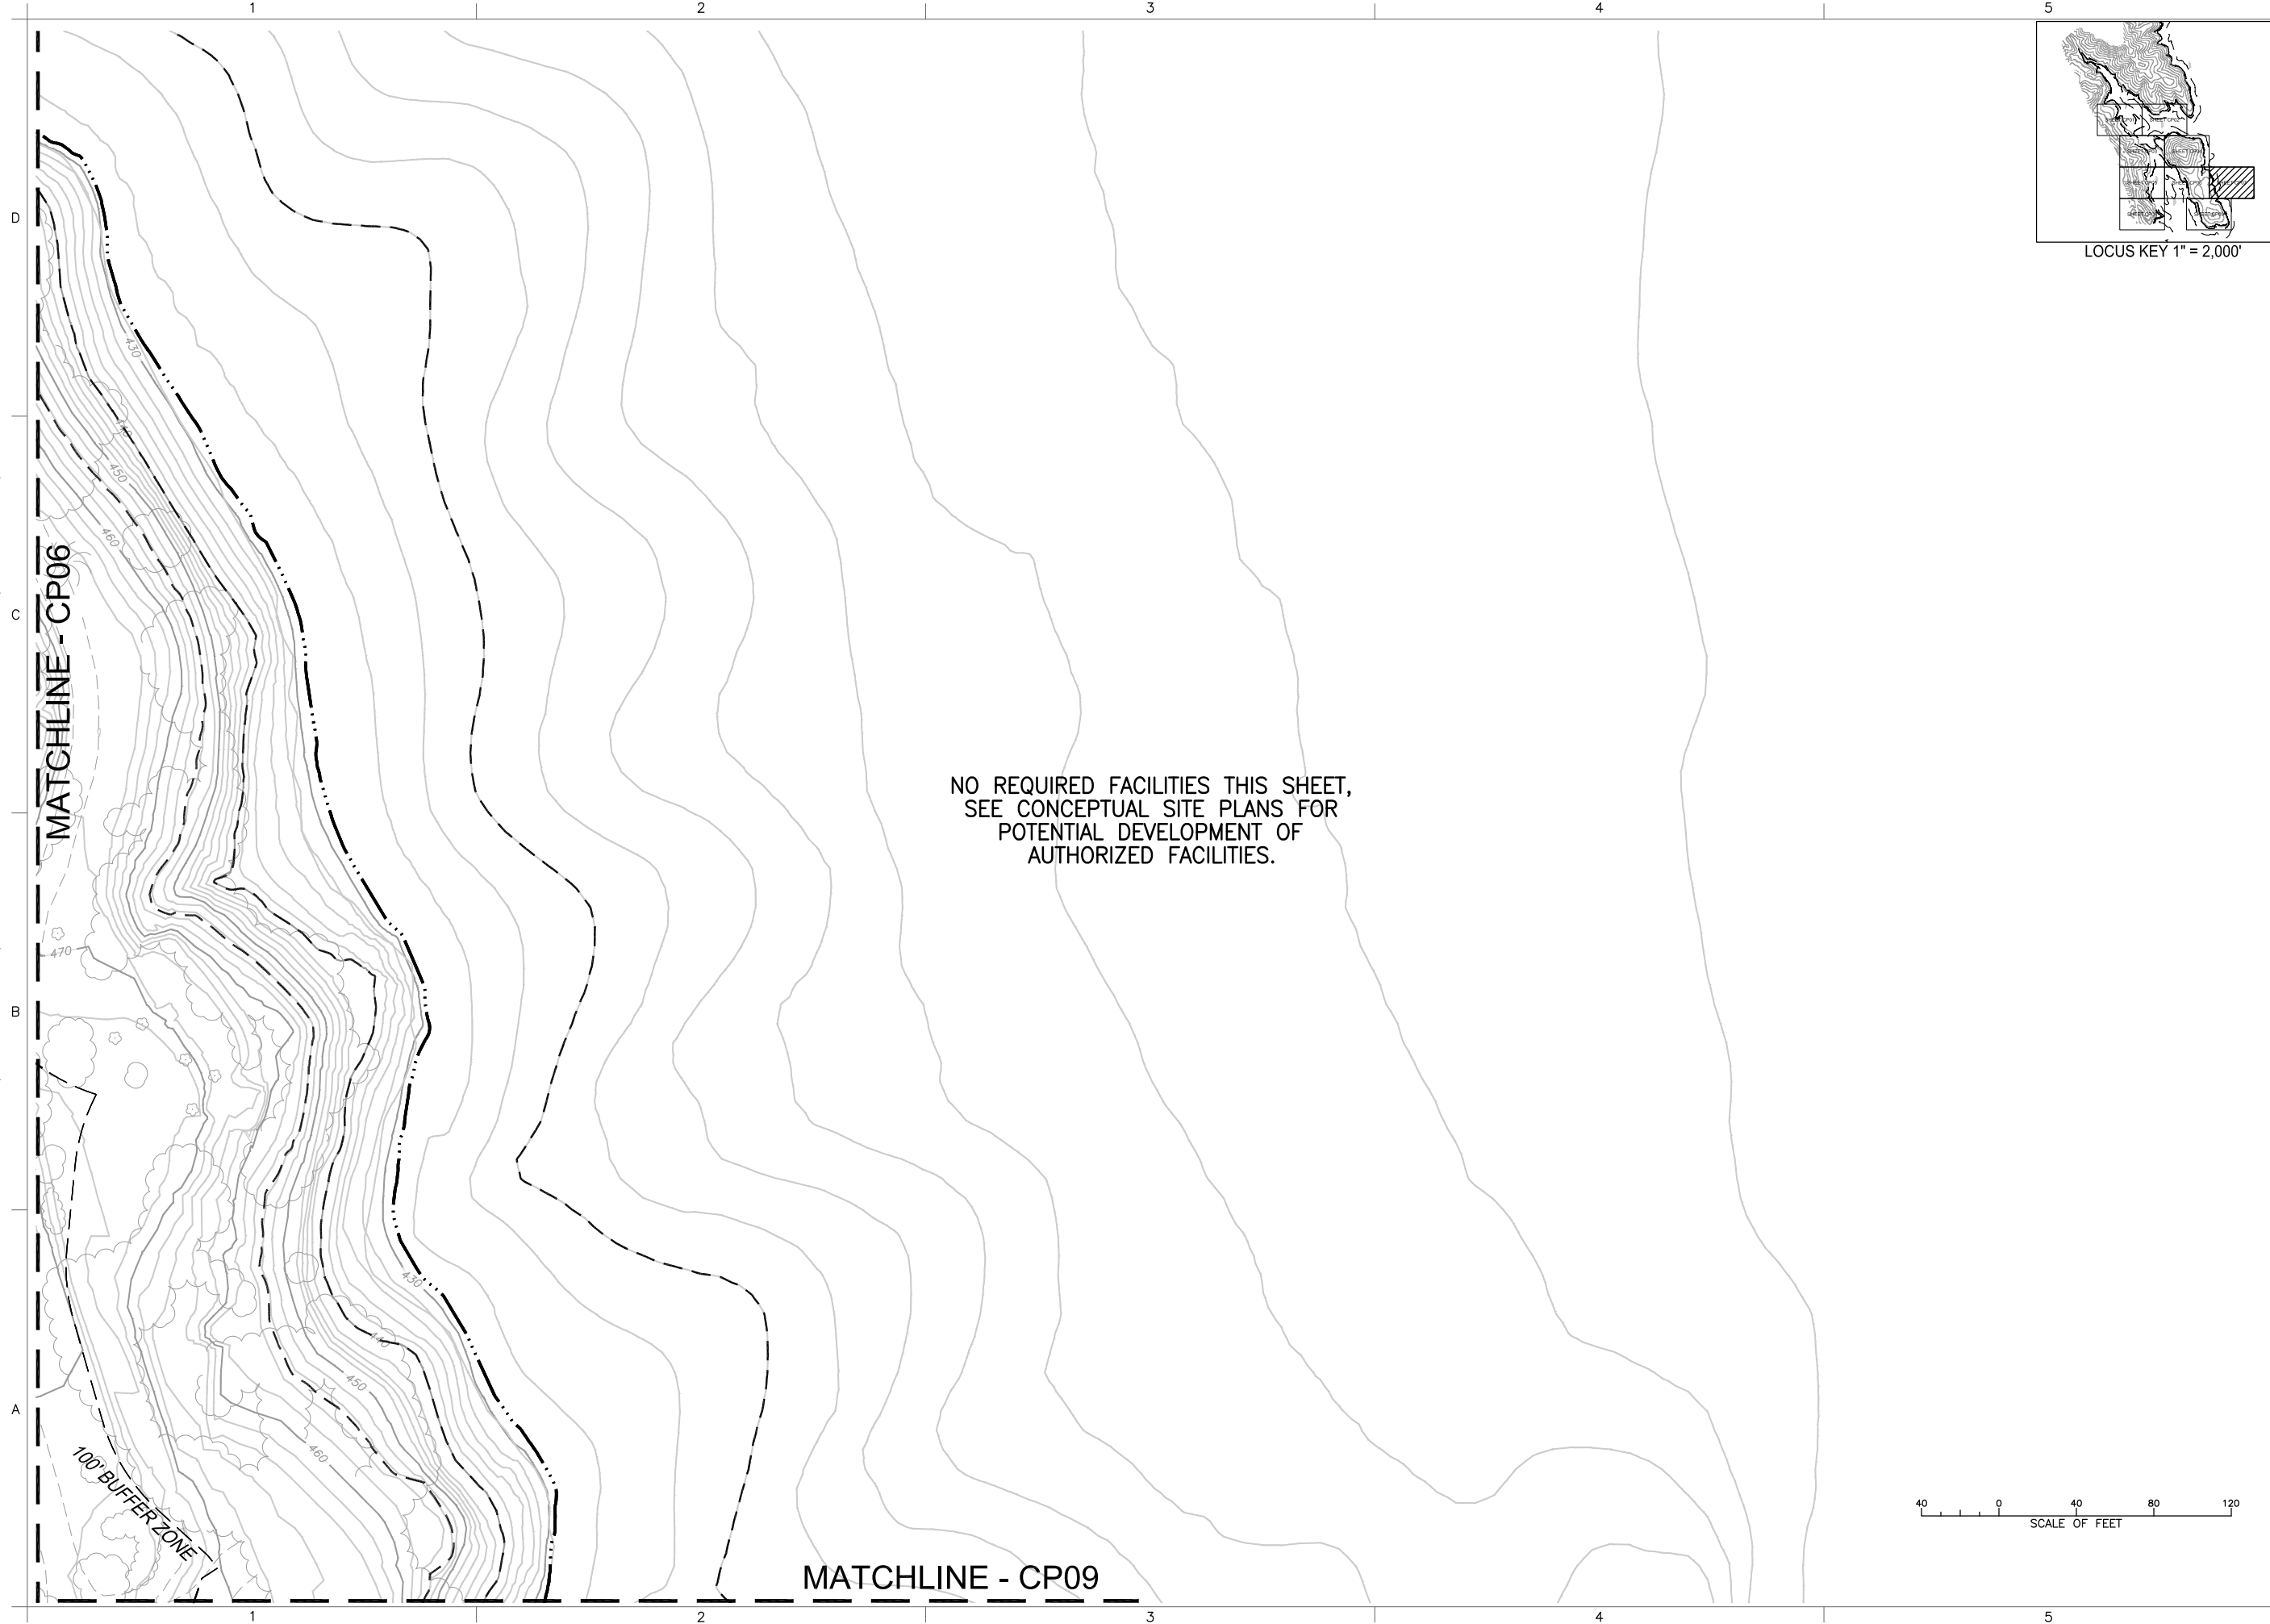 1 2 3 4 5
LOCUS KEY 1" = 2,000'
D
430
440
450
460
MATCHLINE - CP06
C
NO REQUIRED FACILITIES THIS SHEET,
SEE CONCEPTUAL SITE PLANS FOR
POTENTIAL DEVELOPMENT OF
AUTHORIZED FACILITIES.
470
B
430
440
450
A
460
100' BUFFER ZONE
40 0 40 80 120
SCALE OF FEET
MATCHLINE - CP09
1 2 3 4 5